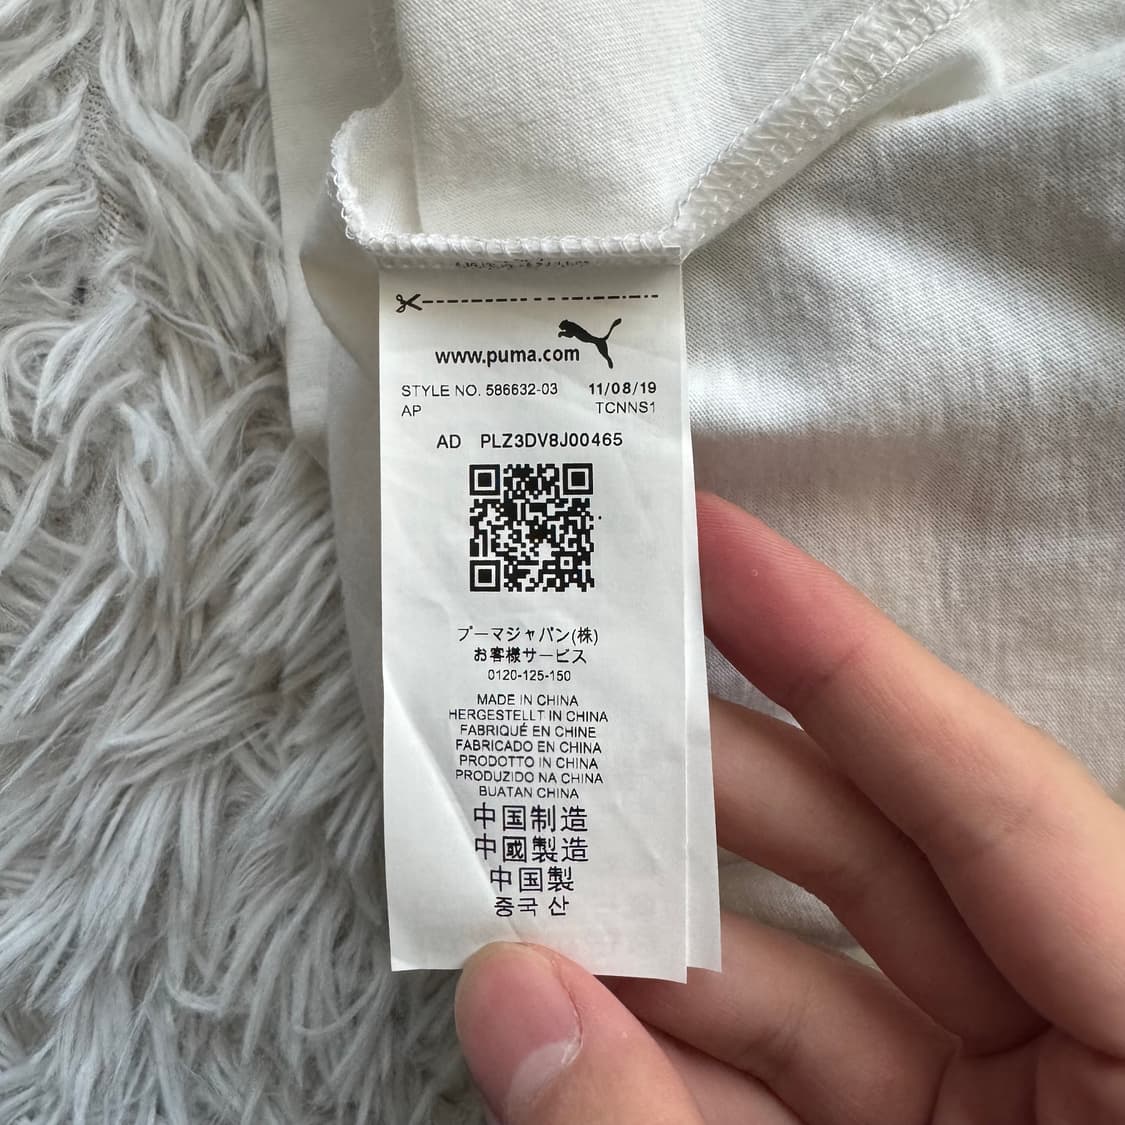 www.puma.com
STYLE NO. 586632-03 11/08/19
AP TCNNS1
AD PLZ3DV8J00465
プーマジャパン(株)
お客様サービス
0120-125-150
MADE IN CHINA
HERGESTELLT IN CHINA
FABRIQUÉ EN CHINE
FABRICADO EN CHINA
PRODOTTO IN CHINA
PRODUZIDO NA CHINA
BUATAN CHINA
中国制造
中國製造
中国製
중국 산